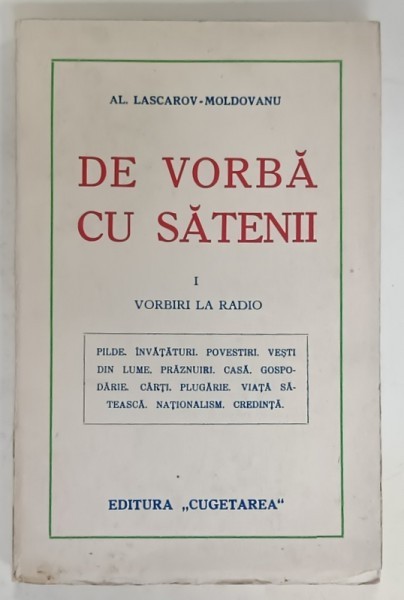 AL. LASCAROV-MOLDOVANU
DE VORBĂ
CU SĂTENII
I
VORBIRI LA RADIO
PILDE. ÎNVĂȚĂTURI. POVESTIRI. VEȘTI
DIN LUME. PRĂZNUIRI. CASĂ. GOSPO-
DĂRIE. CĂRȚI. PLUGĂRIE. VIAȚĂ SĂ-
TEASCĂ. NAȚIONALISM. CREDINȚĂ.
EDITURA „CUGETAREA“